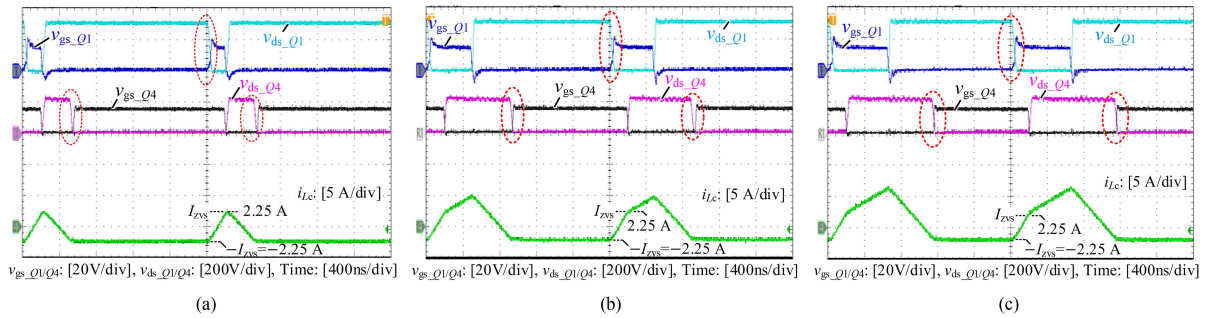 v_gs_Q1
v_ds_Q1
v_ds_Q4
v_gs_Q4
i_Lc: [5 A/div]
I_ZVS
2.25 A
−I_ZVS=−2.25 A
v_gs_Q1/Q4: [20V/div], v_ds_Q1/Q4: [200V/div], Time: [400ns/div]
(a)
v_gs_Q1
v_ds_Q1
v_ds_Q4
v_gs_Q4
i_Lc: [5 A/div]
I_ZVS
2.25 A
−I_ZVS=−2.25 A
v_gs_Q1/Q4: [20V/div], v_ds_Q1/Q4: [200V/div], Time: [400ns/div]
(b)
v_gs_Q1
v_ds_Q1
v_gs_Q4
v_ds_Q4
i_Lc: [5 A/div]
I_ZVS
2.25 A
−I_ZVS=−2.25 A
v_gs_Q1/Q4: [20V/div], v_ds_Q1/Q4: [200V/div], Time: [400ns/div]
(c)